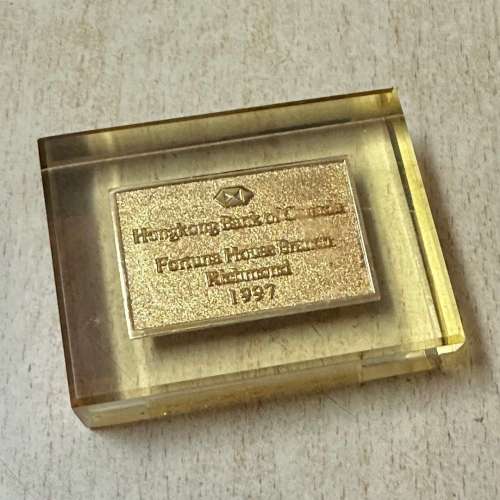 Hongkong Bank of Canada
Fortuna House Branch
Richmond
1997